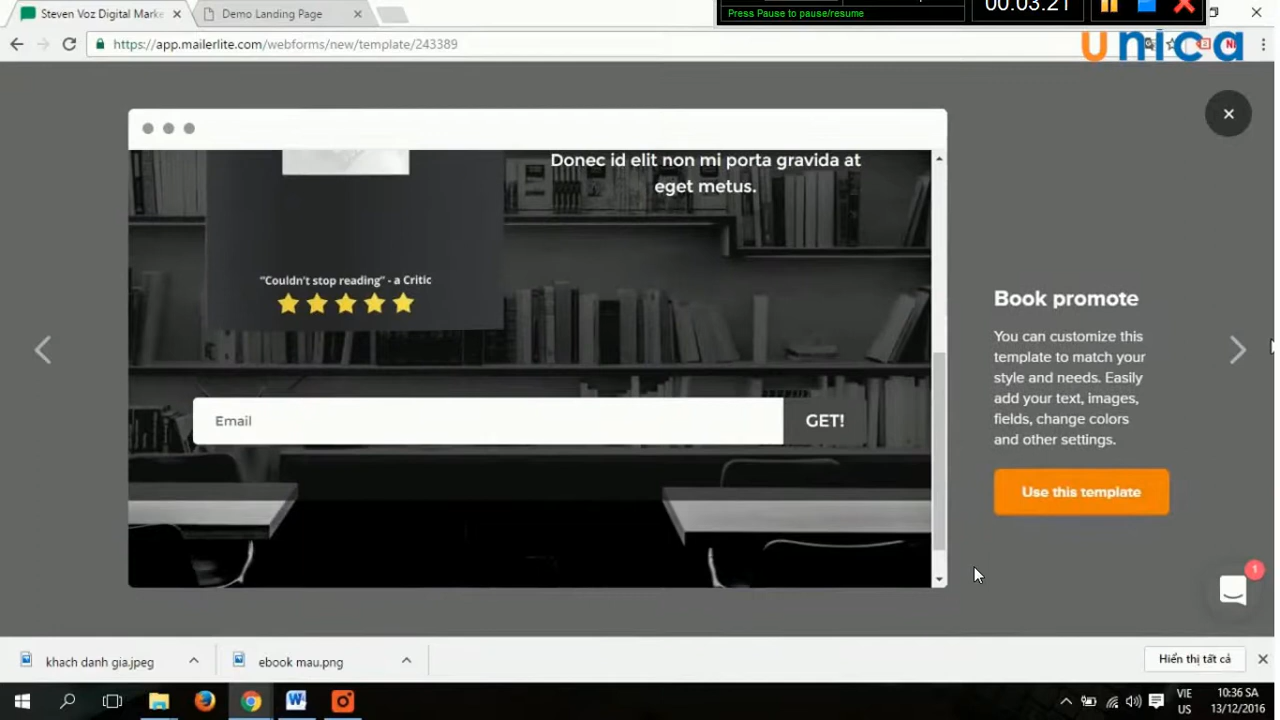 Steven Hoz Digital Marke
Demo Landing Page
Press Pause to pause/resume
00:03:21
https://app.mailerlite.com/webforms/new/template/243389
unica
Donec id elit non mi porta gravida at
eget metus.
"Couldn't stop reading" - a Critic
Email
GET!
Book promote
You can customize this
template to match your
style and needs. Easily
add your text, images,
fields, change colors
and other settings.
Use this template
1
khach danh gia.jpeg
ebook mau.png
Hiển thị tất cả
VIE
US
10:36 SA
13/12/2016